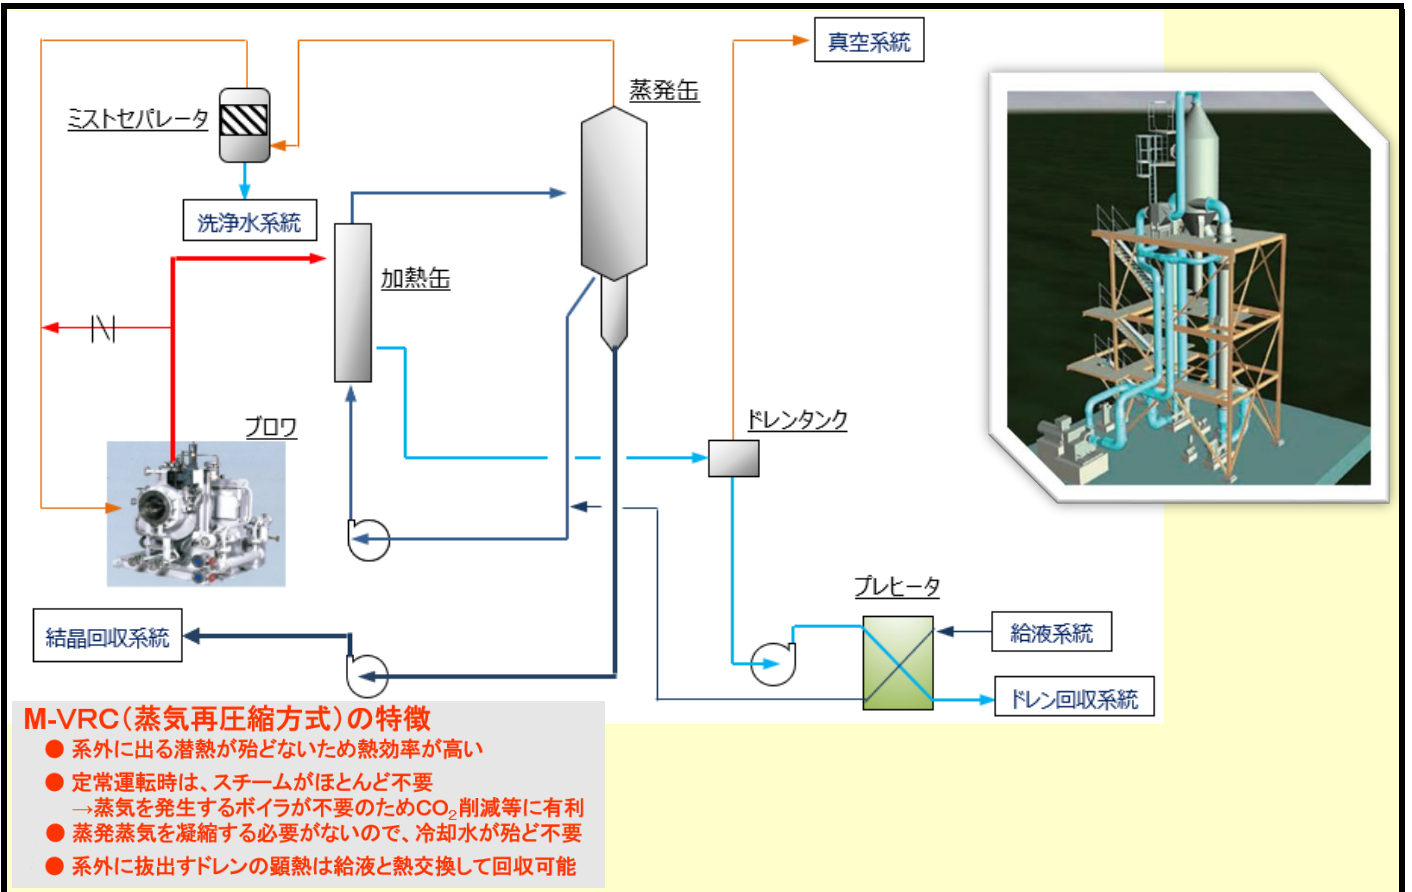 真空系統
蒸発缶
ミストセパレータ
洗浄水系統
加熱缶
ブロワ
ドレンタンク
プレヒータ
結晶回収系統
給液系統
ドレン回収系統
M-VRC(蒸気再圧縮方式)の特徴
● 系外に出る潜熱が殆どないため熱効率が高い
● 定常運転時は、スチームがほとんど不要
→蒸気を発生するボイラが不要のためCO₂削減等に有利
● 蒸発蒸気を凝縮する必要がないので、冷却水が殆ど不要
● 系外に抜出すドレンの顕熱は給液と熱交換して回収可能